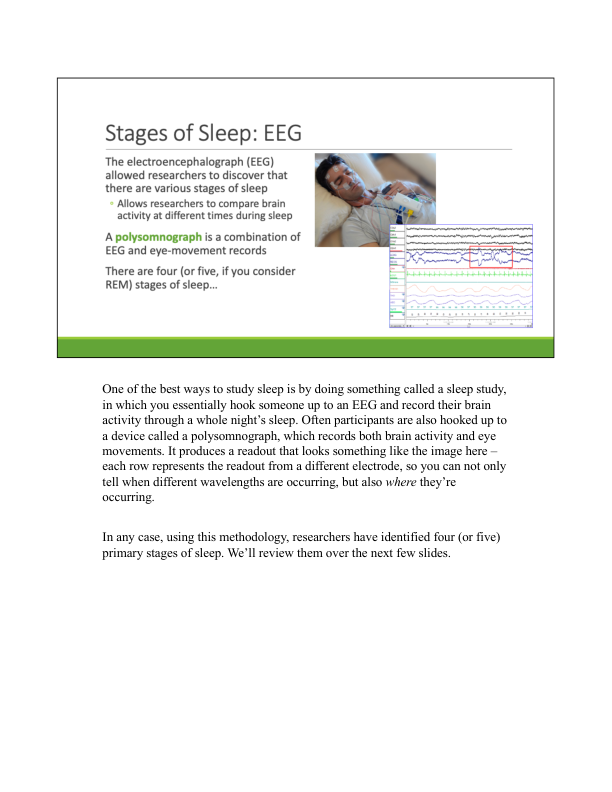 Stages of Sleep: EEG
The electroencephalograph (EEG)
allowed researchers to discover that
there are various stages of sleep
• Allows researchers to compare brain
activity at different times during sleep
A polysomnograph is a combination of
EEG and eye-movement records
There are four (or five, if you consider
REM) stages of sleep…
One of the best ways to study sleep is by doing something called a sleep study,
in which you essentially hook someone up to an EEG and record their brain
activity through a whole night’s sleep. Often participants are also hooked up to
a device called a polysomnograph, which records both brain activity and eye
movements. It produces a readout that looks something like the image here –
each row represents the readout from a different electrode, so you can not only
tell when different wavelengths are occurring, but also where they’re
occurring.
In any case, using this methodology, researchers have identified four (or five)
primary stages of sleep. We’ll review them over the next few slides.